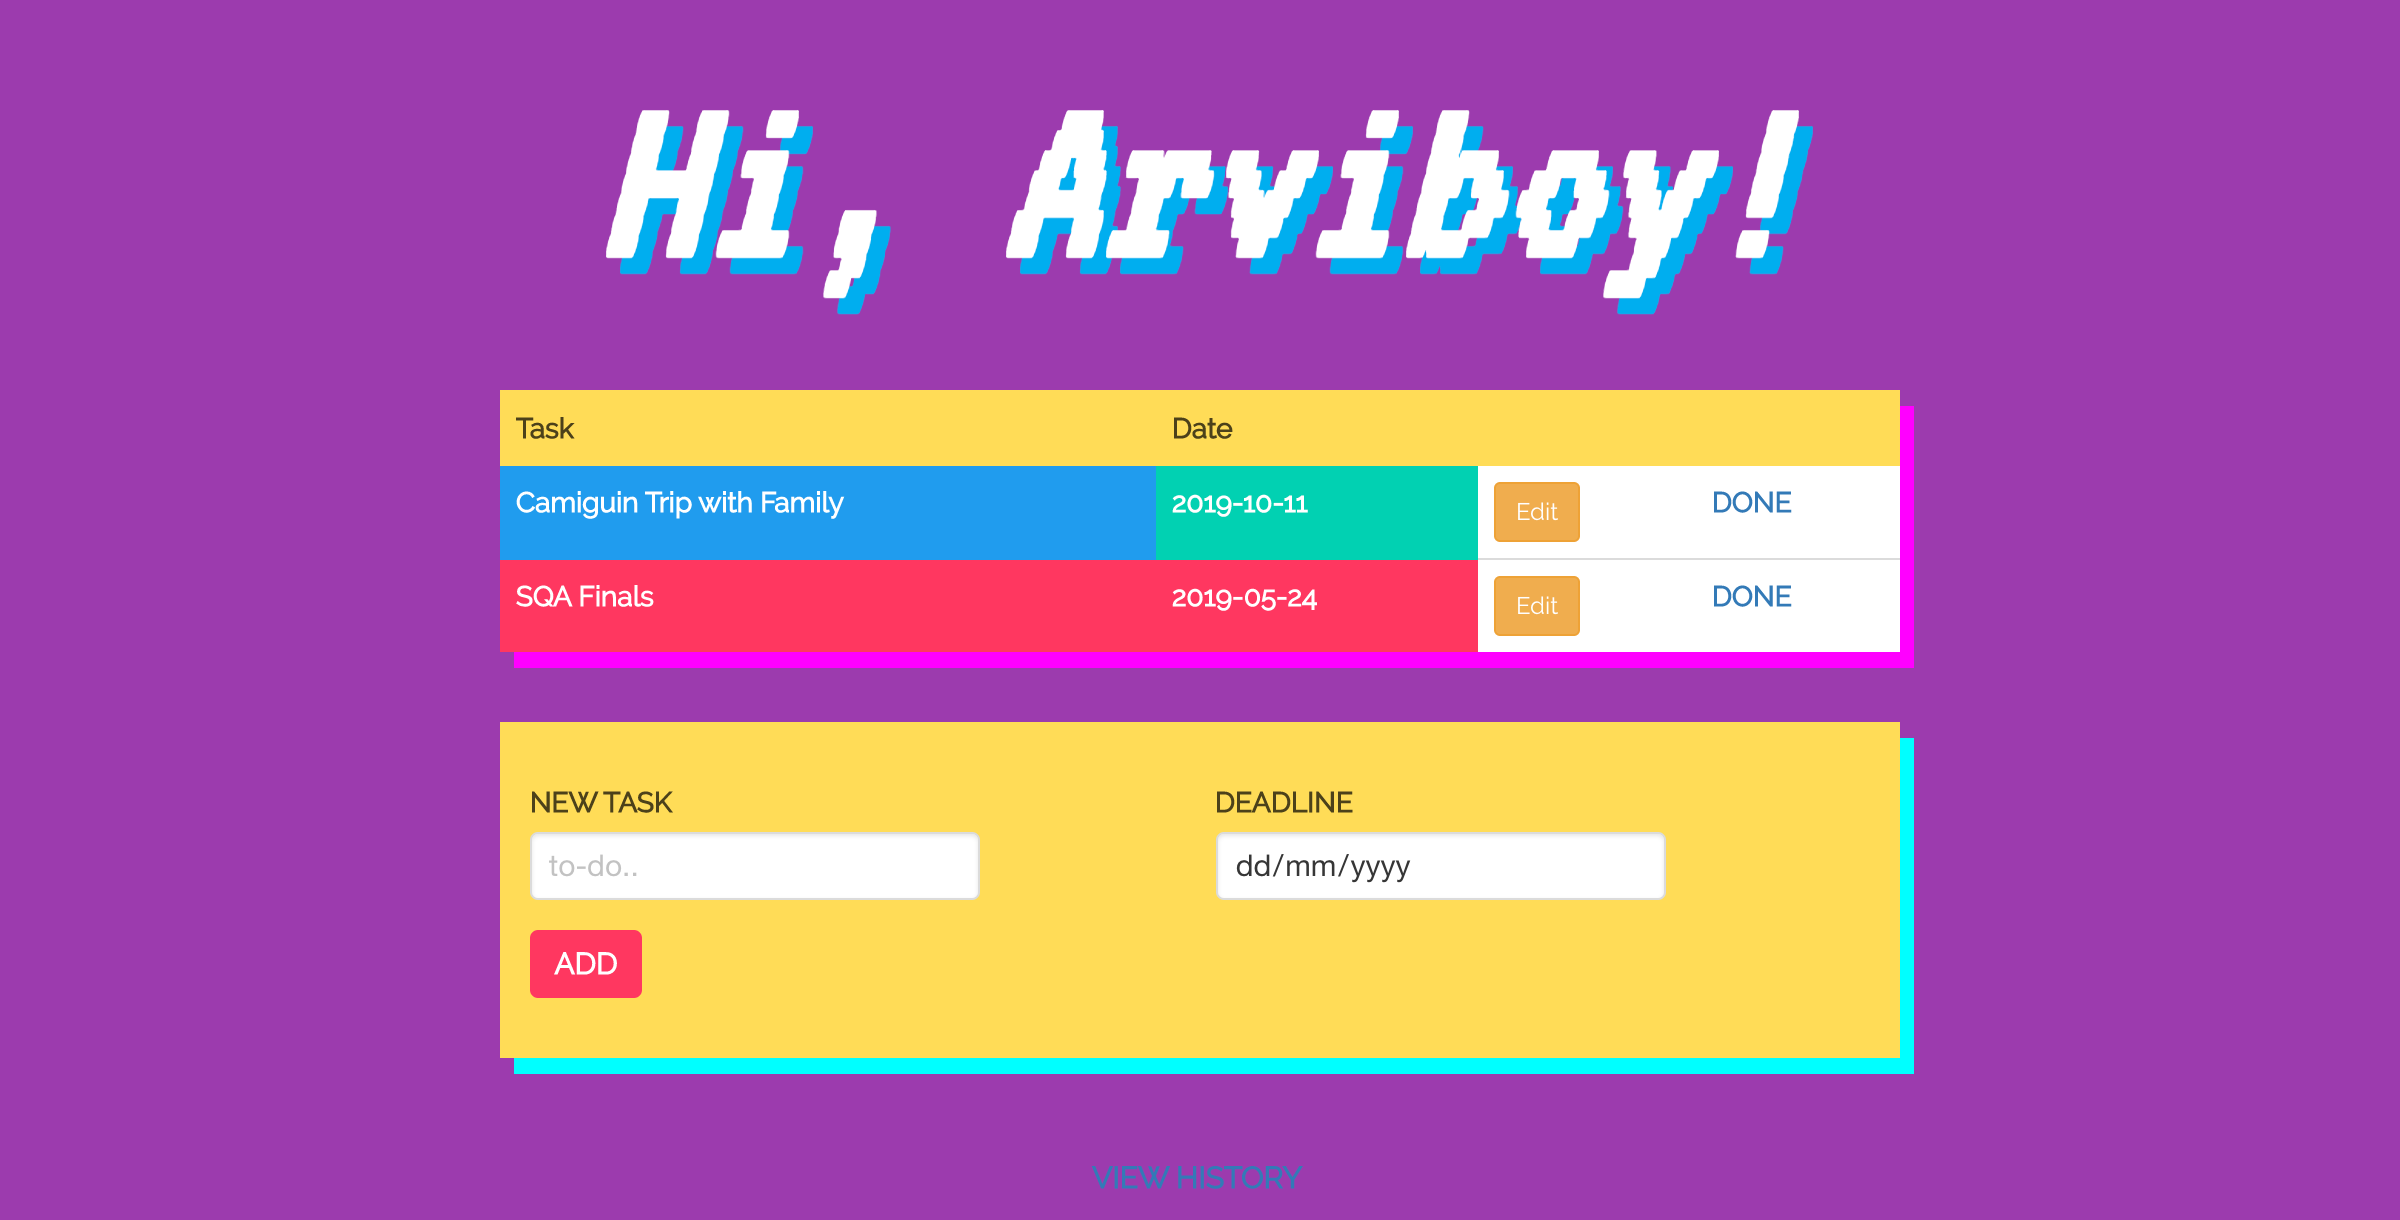 Hi, Arviboy!
Task Date
Camiguin Trip with Family 2019-10-11 Edit DONE
SQA Finals 2019-05-24 Edit DONE
NEW TASK DEADLINE
to-do.. dd/mm/yyyy
ADD
VIEW HISTORY